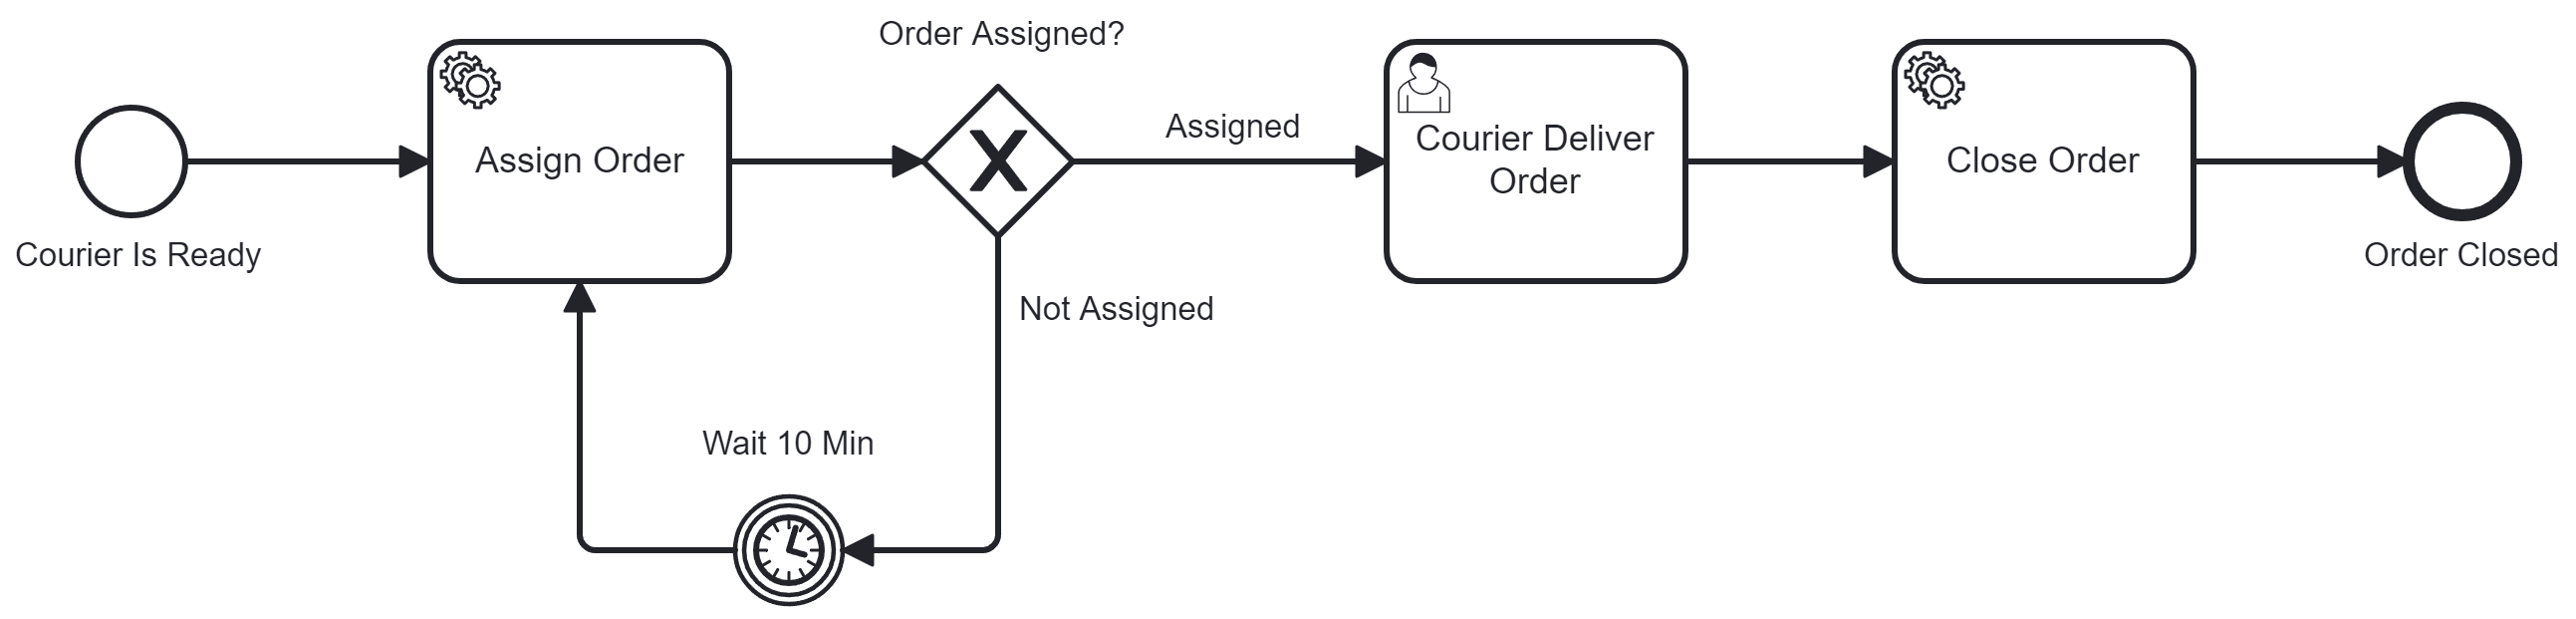 Order Assigned?
Assign Order
Assigned
Courier Deliver
Order
Close Order
Courier Is Ready
Order Closed
Not Assigned
Wait 10 Min